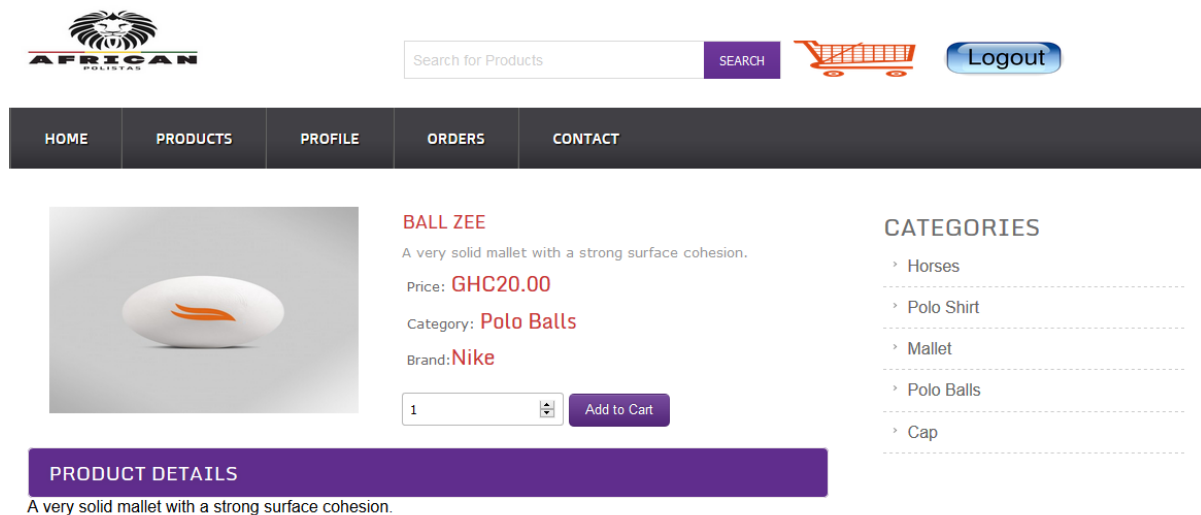 AFRICAN
POLISTAS
Search for Products
SEARCH
Logout
HOME
PRODUCTS
PROFILE
ORDERS
CONTACT
BALL ZEE
A very solid mallet with a strong surface cohesion.
Price: GHC20.00
Category: Polo Balls
Brand:Nike
1
Add to Cart
CATEGORIES
Horses
Polo Shirt
Mallet
Polo Balls
Cap
PRODUCT DETAILS
A very solid mallet with a strong surface cohesion.